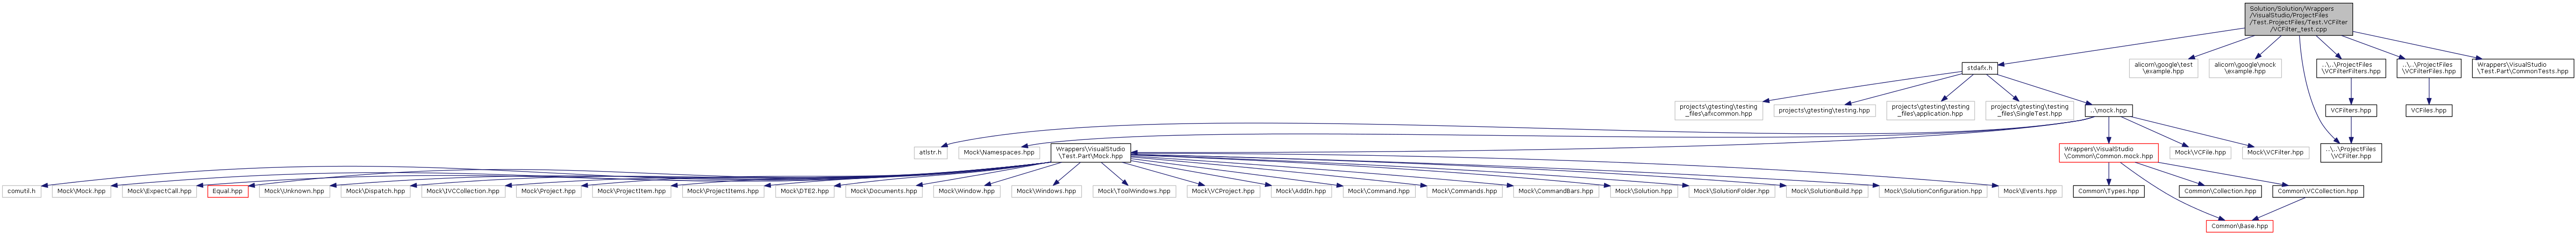 Solution/Solution/Wrappers
/VisualStudio/ProjectFiles
/Test.ProjectFiles/Test.VCFilter
/VCFilter_test.cpp
stdafx.h
alicorn\google\test
\example.hpp
alicorn\google\mock
\example.hpp
..\..\ProjectFiles
\VCFilterFilters.hpp
..\..\ProjectFiles
\VCFilterFiles.hpp
Wrappers\VisualStudio
\Test.Part\CommonTests.hpp
projects\gtesting\testing
_files\afxcommon.hpp
projects\gtesting\testing.hpp
projects\gtesting\testing
_files\application.hpp
projects\gtesting\testing
_files\SingleTest.hpp
..\mock.hpp
VCFilters.hpp
VCFiles.hpp
atlstr.h
Mock\Namespaces.hpp
Wrappers\VisualStudio
\Test.Part\Mock.hpp
Wrappers\VisualStudio
\Common\Common.mock.hpp
Mock\VCFile.hpp
Mock\VCFilter.hpp
..\..\ProjectFiles
\VCFilter.hpp
comutil.h
Mock\Mock.hpp
Mock\ExpectCall.hpp
Equal.hpp
Mock\Unknown.hpp
Mock\Dispatch.hpp
Mock\IVCCollection.hpp
Mock\Project.hpp
Mock\ProjectItem.hpp
Mock\ProjectItems.hpp
Mock\DTE2.hpp
Mock\Documents.hpp
Mock\Window.hpp
Mock\Windows.hpp
Mock\ToolWindows.hpp
Mock\VCProject.hpp
Mock\AddIn.hpp
Mock\Command.hpp
Mock\Commands.hpp
Mock\CommandBars.hpp
Mock\Solution.hpp
Mock\SolutionFolder.hpp
Mock\SolutionBuild.hpp
Mock\SolutionConfiguration.hpp
Mock\Events.hpp
Common\Types.hpp
Common\Collection.hpp
Common\VCCollection.hpp
Common\Base.hpp